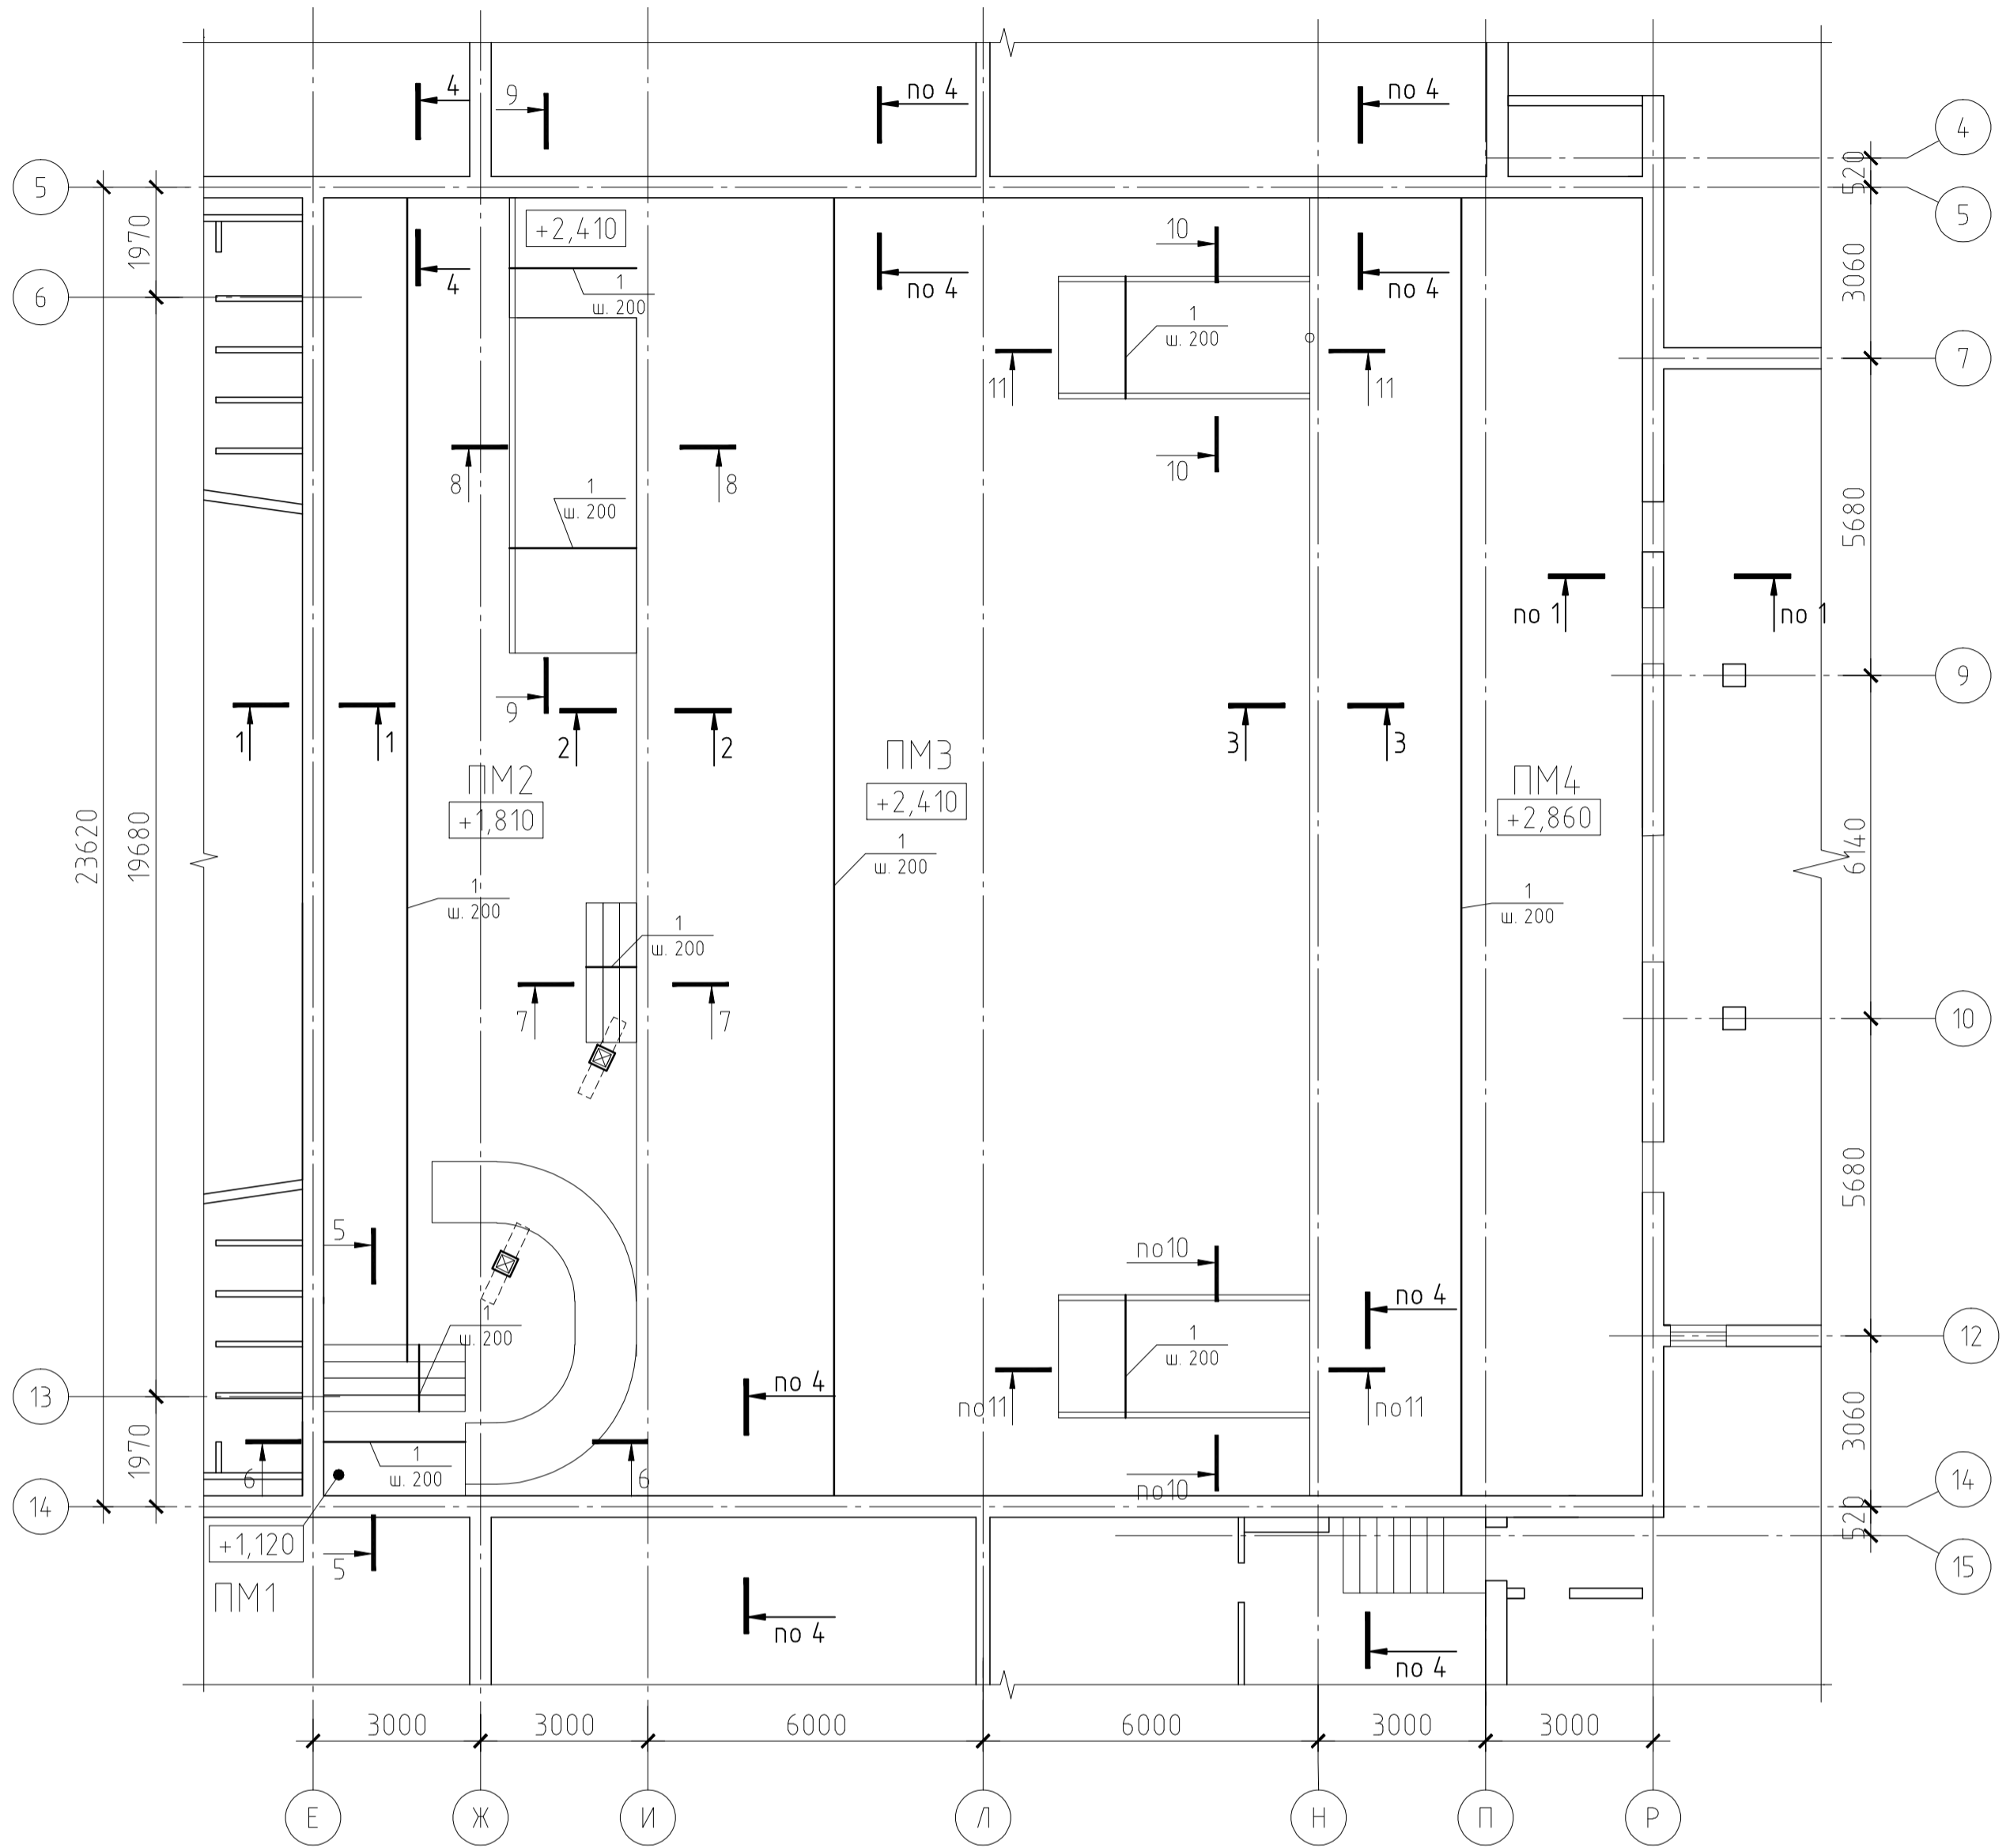 4
9
по 4
по 4
4
5
520
5
5
1970
+2,410
10
3060
6
4
по 4
по 4
1
ш. 200
1
ш. 200
7
11
11
8
8
10
1
ш. 200
5680
по 1
по 1
9
9
1
1
2
2
3
3
ПМ2
+1,810
ПМ3
+2,410
ПМ4
+2,860
23620
19680
6140
1
ш. 200
1
ш. 200
1
ш. 200
1
ш. 200
7
7
10
5680
5
по10
по 4
1
ш. 200
1
ш. 200
12
13
по 4
по11
по11
1970
3060
6
1
ш. 200
6
по10
14
14
520
+1,120
5
15
ПМ1
по 4
по 4
3000
3000
6000
6000
3000
3000
Е
Ж
И
Л
Н
П
Р